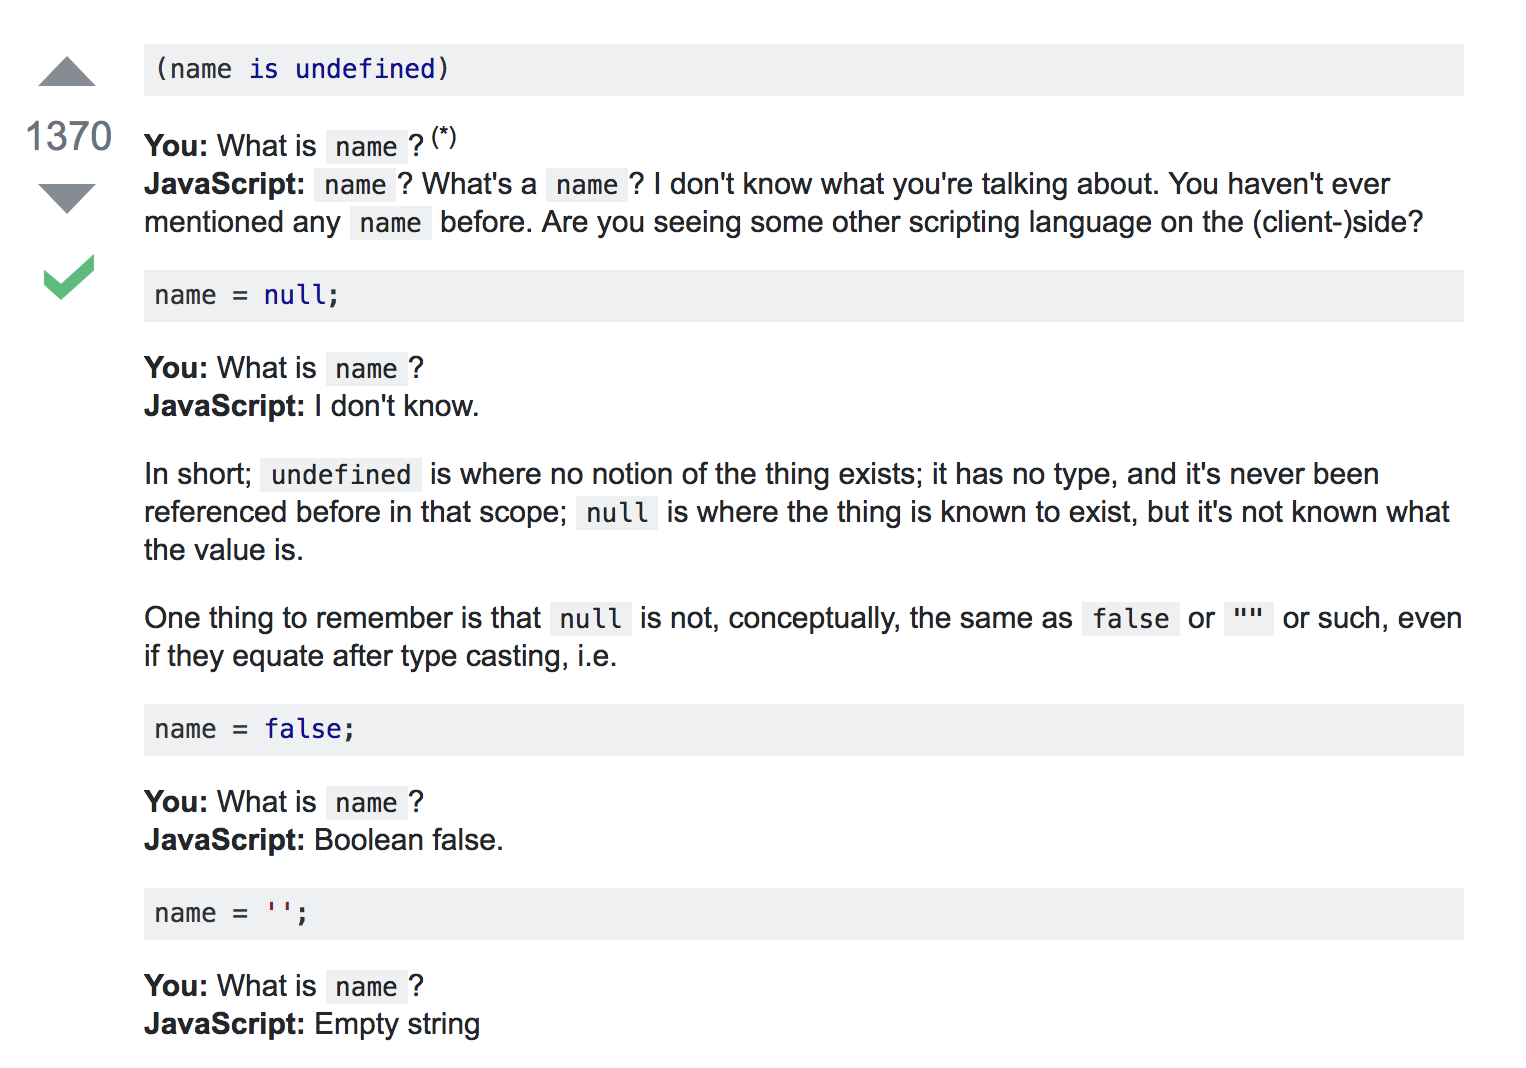 (name is undefined)
1370
You: What is name? (*)
JavaScript: name? What's a name? I don't know what you're talking about. You haven't ever
mentioned any name before. Are you seeing some other scripting language on the (client-)side?
name = null;
You: What is name?
JavaScript: I don't know.
In short; undefined is where no notion of the thing exists; it has no type, and it's never been
referenced before in that scope; null is where the thing is known to exist, but it's not known what
the value is.
One thing to remember is that null is not, conceptually, the same as false or "" or such, even
if they equate after type casting, i.e.
name = false;
You: What is name?
JavaScript: Boolean false.
name = '';
You: What is name?
JavaScript: Empty string